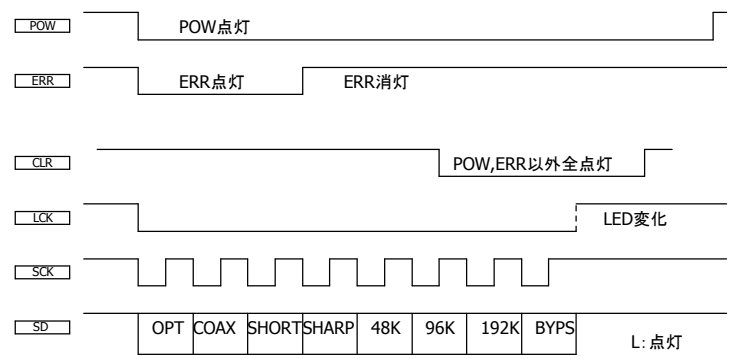 POW POW点灯
ERR ERR点灯 ERR消灯
CLR POW,ERR以外全点灯
LCK LED変化
SCK
SD OPT COAX SHORT SHARP 48K 96K 192K BYPS L:点灯